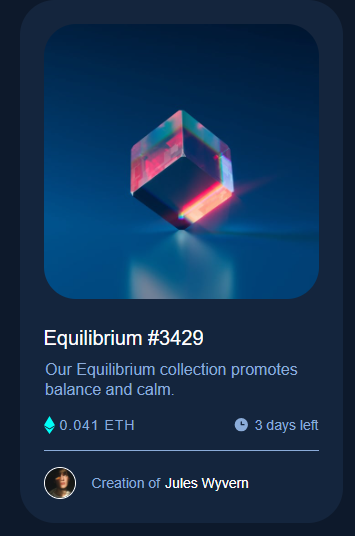 Equilibrium #3429
Our Equilibrium collection promotes
balance and calm.
0.041 ETH 3 days left
Creation of Jules Wyvern